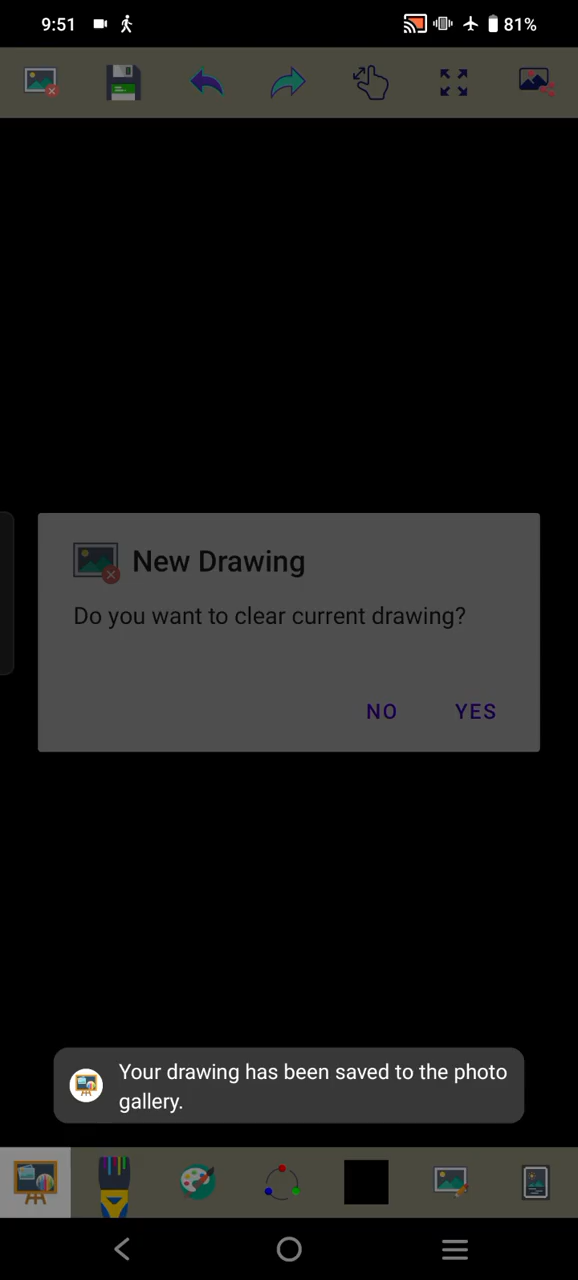 9:51
81%
New Drawing
Do you want to clear current drawing?
NO YES
Your drawing has been saved to the photo
gallery.